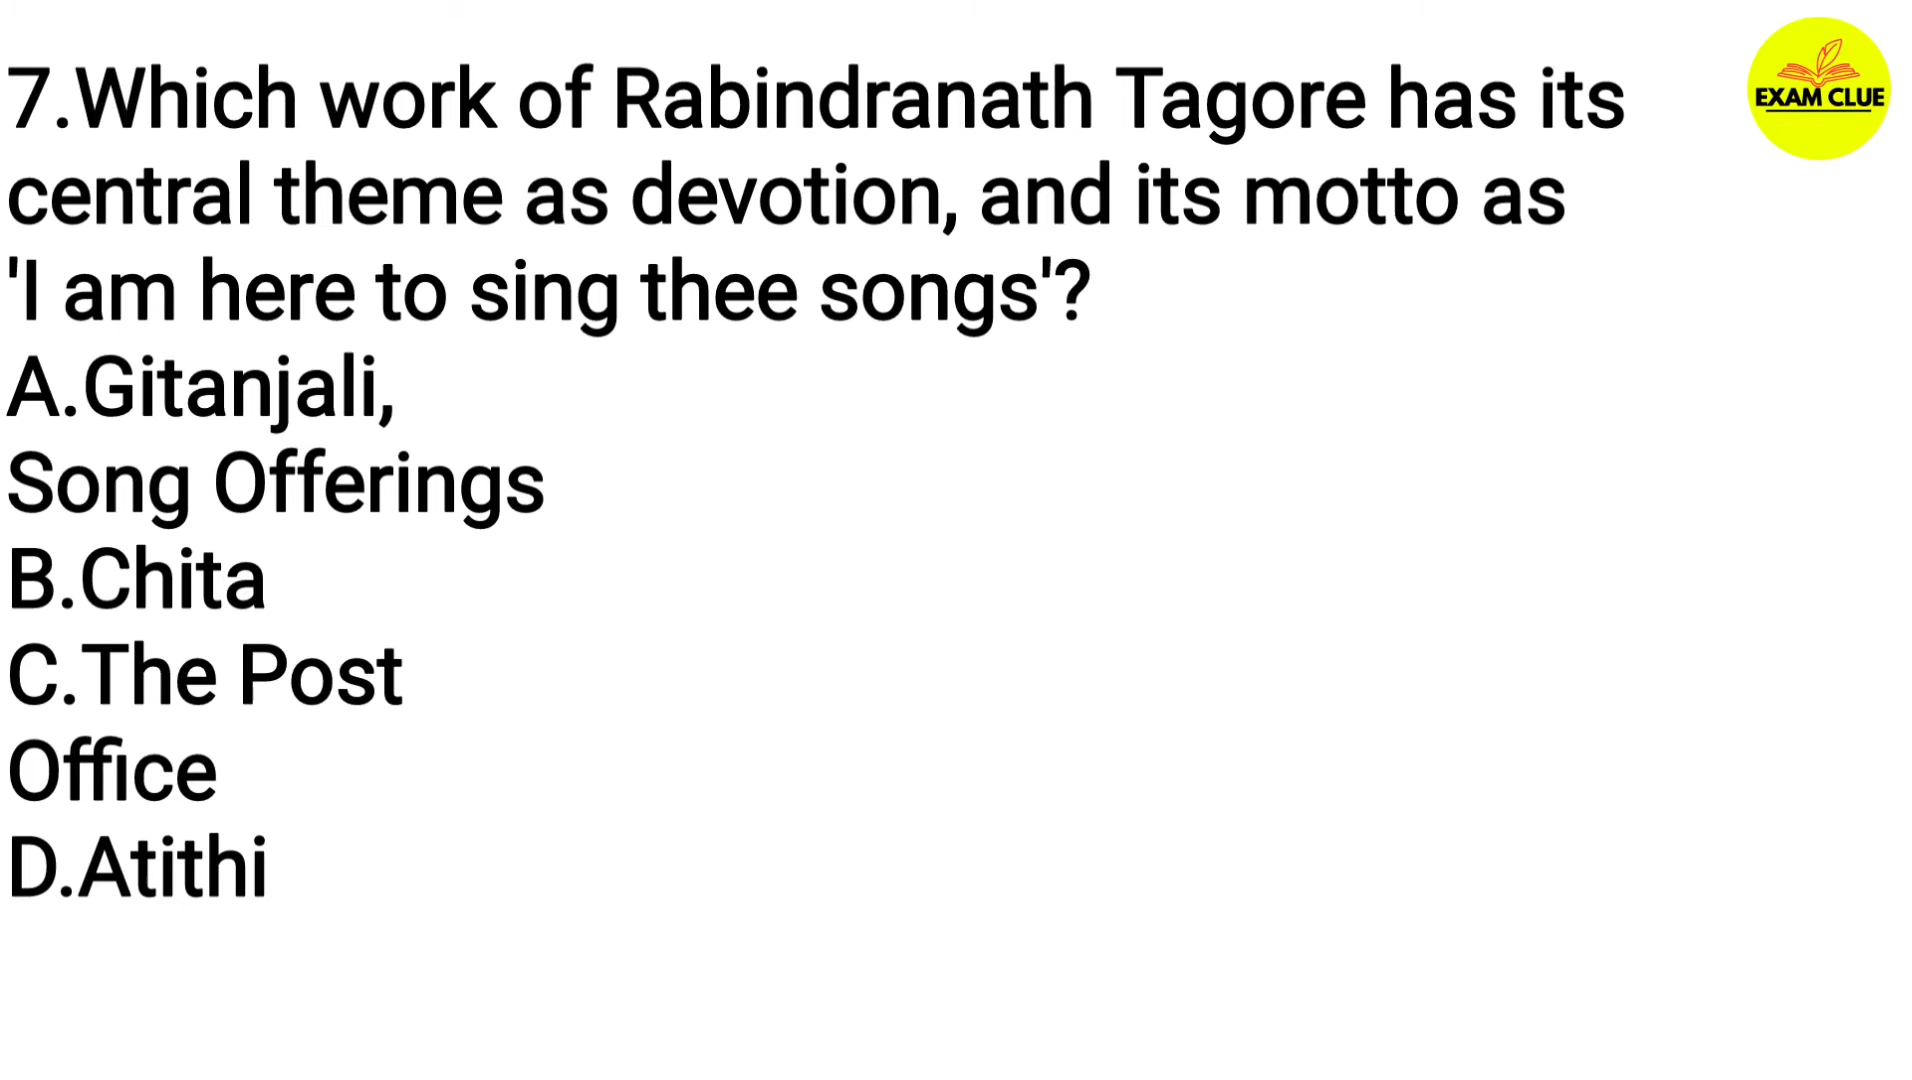 7.Which work of Rabindranath Tagore has its
central theme as devotion, and its motto as
'I am here to sing thee songs'?
A.Gitanjali,
Song Offerings
B.Chita
C.The Post
Office
D.Atithi
EXAM CLUE